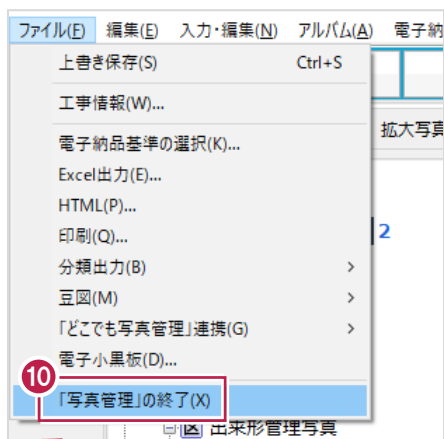 ファイル(F) 編集(E) 入力・編集(N) アルバム(A) 電子納
上書き保存(S) Ctrl+S
工事情報(W)...
拡大写真
電子納品基準の選択(K)...
Excel出力(E)...
HTML(P)...
印刷(Q)...
2
分類出力(B) >
豆図(M) >
「どこでも写真管理」連携(G) >
電子小黒板(D)...
10
「写真管理」の終了(X)
図 出来形管理写真